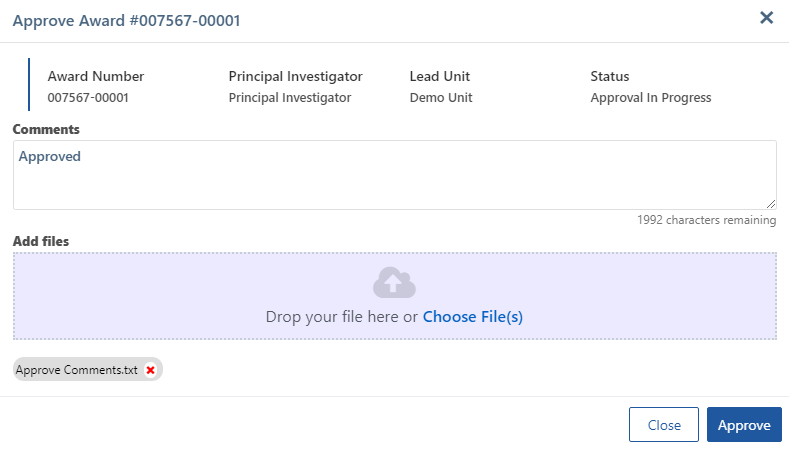 Approve Award #007567-00001
Award Number Principal Investigator Lead Unit Status
007567-00001 Principal Investigator Demo Unit Approval In Progress
Comments
Approved
1992 characters remaining
Add files
Drop your file here or Choose File(s)
Approve Comments.txt
Close Approve